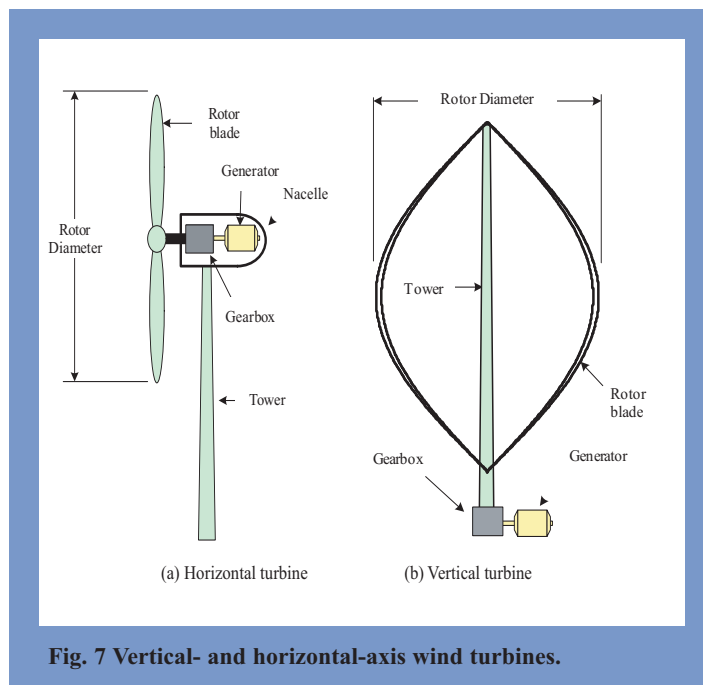 Rotor
blade
Generator
Nacelle
Rotor
Diameter
Gearbox
Tower
(a) Horizontal turbine
Rotor Diameter
Tower
Rotor
blade
Gearbox
Generator
(b) Vertical turbine
Fig. 7 Vertical- and horizontal-axis wind turbines.